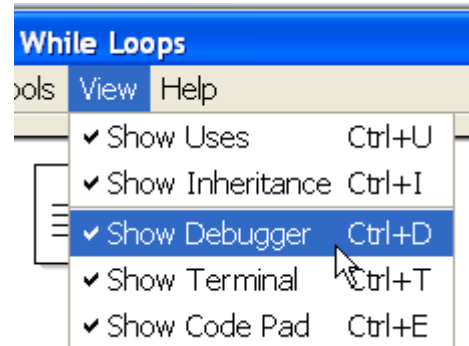 While Loops
ools View Help
Show Uses Ctrl+U
Show Inheritance Ctrl+I
Show Debugger Ctrl+D
Show Terminal Ctrl+T
Show Code Pad Ctrl+E